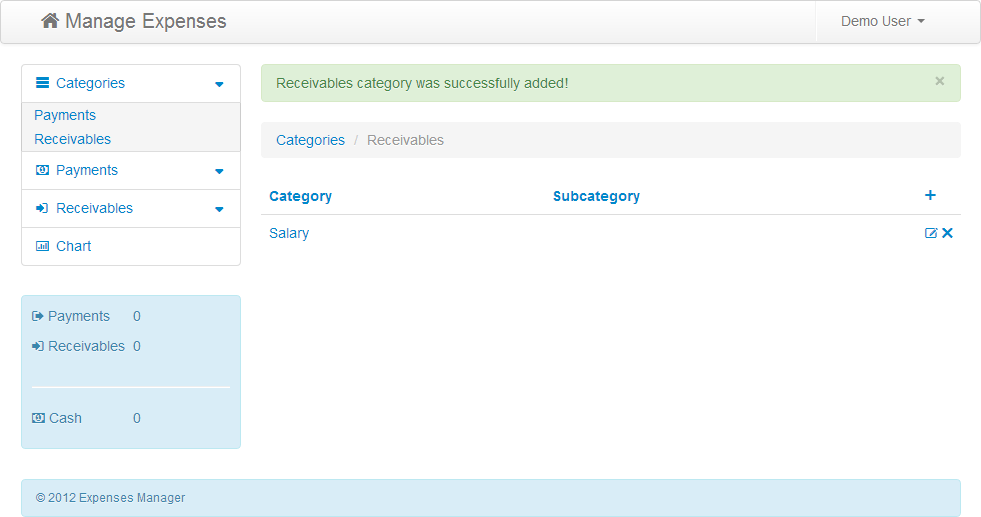 Manage Expenses
Demo User
Categories
Payments
Receivables
Payments
Receivables
Chart
Payments 0
Receivables 0
Cash 0
Receivables category was successfully added! ×
Categories / Receivables
Category Subcategory +
Salary
© 2012 Expenses Manager